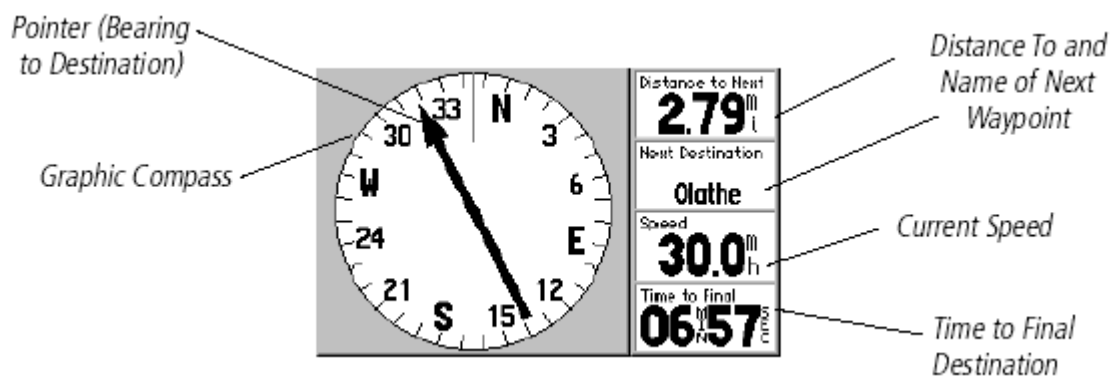 Pointer (Bearing
to Destination)
Graphic Compass
33
N
3
6
E
12
15
S
21
24
W
30
Distance to Next
2.79 mi
Next Destination
Olathe
Speed
30.0 mh
Time to Final
06 MIN 57 SEC
Distance To and
Name of Next
Waypoint
Current Speed
Time to Final
Destination